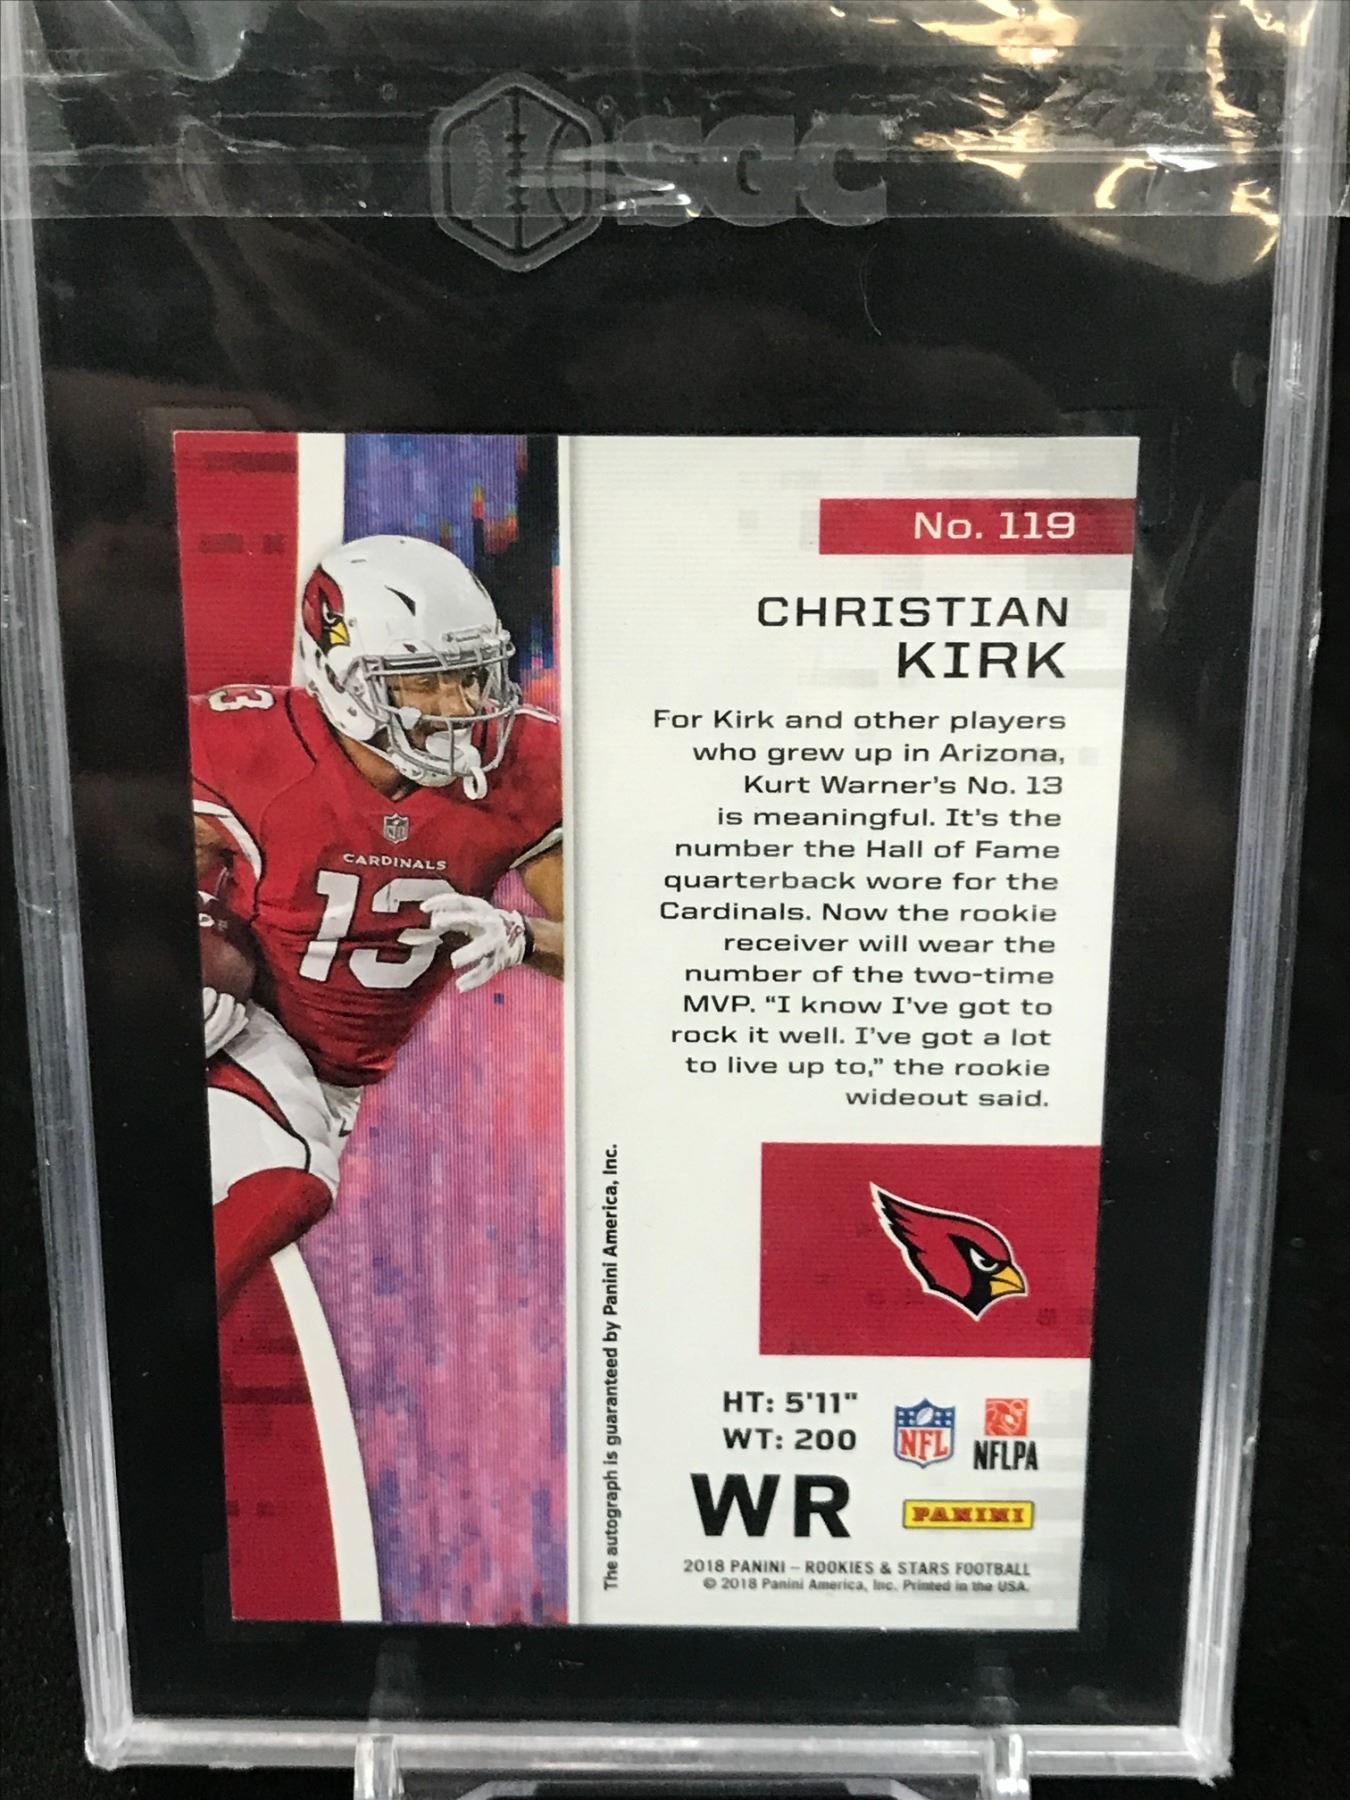 SGC
No. 119
CHRISTIAN
KIRK
For Kirk and other players
who grew up in Arizona,
Kurt Warner's No. 13
is meaningful. It's the
number the Hall of Fame
quarterback wore for the
Cardinals. Now the rookie
receiver will wear the
number of the two-time
MVP. "I know I've got to
rock it well. I've got a lot
to live up to," the rookie
wideout said.
3
NFL
CARDINALS
13
The autograph is guaranteed by Panini America, Inc.
HT: 5'11"
WT: 200
WR
NFL
NFLPA
PANINI
2018 PANINI – ROOKIES & STARS FOOTBALL
© 2018 Panini America, Inc. Printed in the USA.